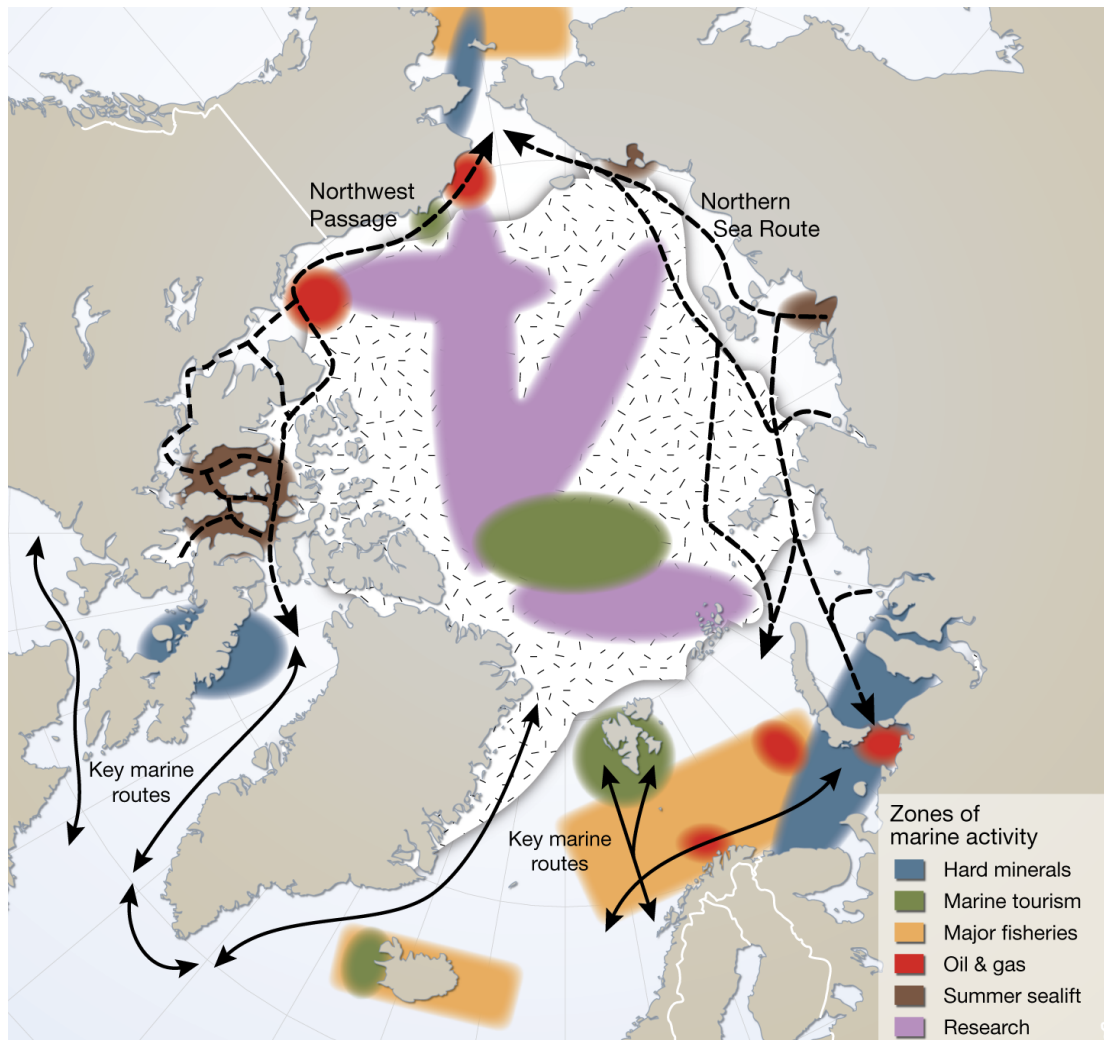 Northwest
Passage
Northern
Sea Route
Key marine
routes
Key marine
routes
Zones of
marine activity
Hard minerals
Marine tourism
Major fisheries
Oil & gas
Summer sealift
Research